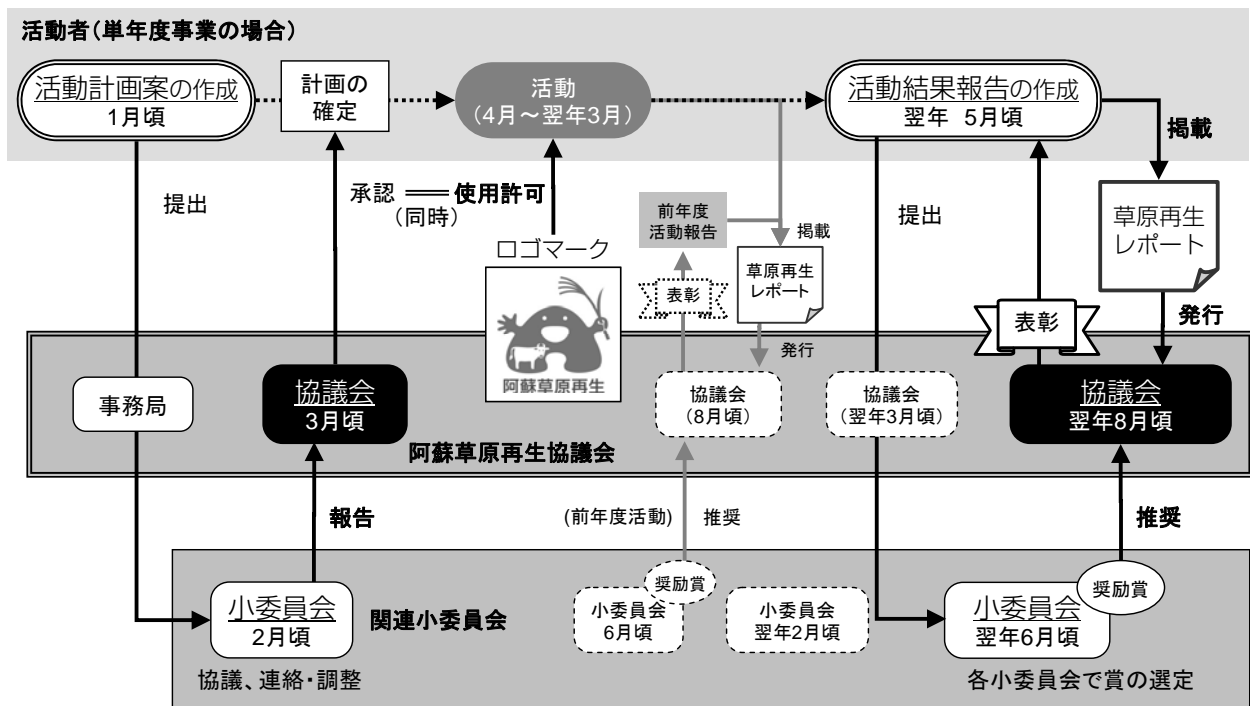 活動者(単年度事業の場合)
活動計画案の作成
1月頃
計画の
確定
活動
(4月～翌年3月)
活動結果報告の作成
翌年 5月頃
掲載
提出
承認
使用許可
(同時)
前年度
活動報告
掲載
提出
草原再生
レポート
ロゴマーク
草原再生
レポート
表彰
表彰
発行
発行
阿蘇草原再生
事務局
協議会
3月頃
協議会
(8月頃)
協議会
(翌年3月頃)
協議会
翌年8月頃
阿蘇草原再生協議会
報告
(前年度活動)
推奨
推奨
奨励賞
奨励賞
小委員会
2月頃
関連小委員会
小委員会
6月頃
小委員会
翌年2月頃
小委員会
翌年6月頃
協議、連絡・調整
各小委員会で賞の選定